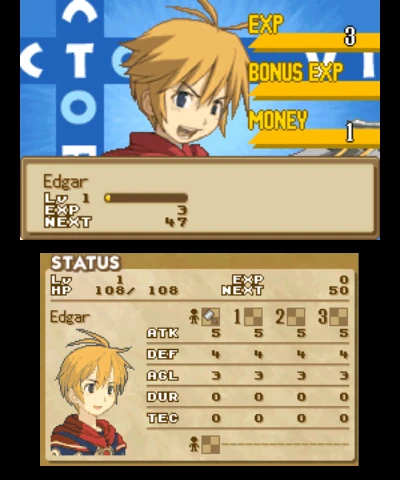 EXP
3
BONUS EXP
MONEY
1
Edgar
Lv 1
EXP 3
NEXT 47
STATUS
Lv 1 EXP 0
HP 108/ 108 NEXT 50
Edgar
1 2 3
ATK 5 5 5 5
DEF 4 4 4 4
AGL 3 3 3 3
DUR 0 0 0 0
TEC 0 0 0 0